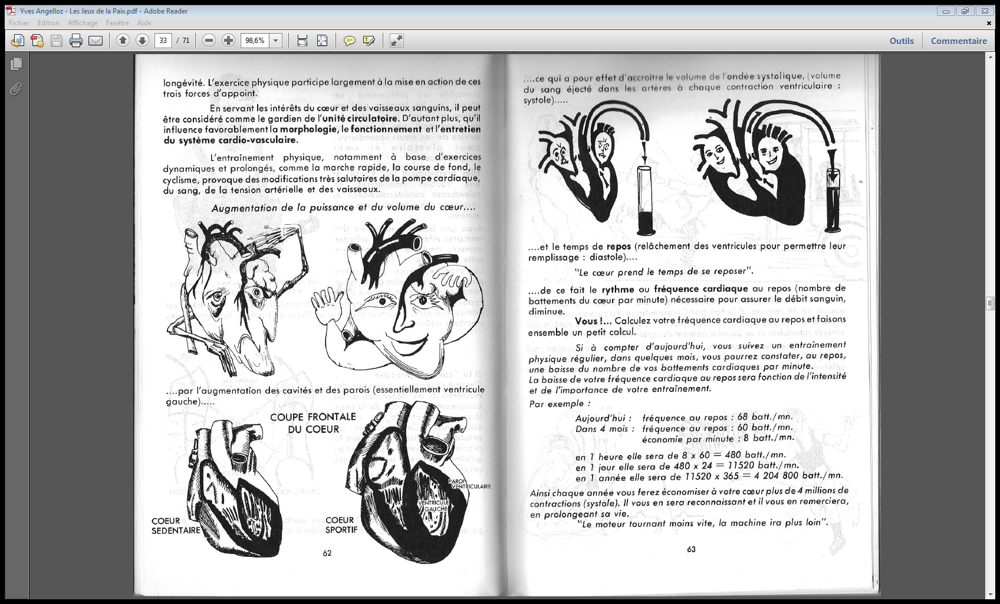 Yves Angelloz - Les Jeux de la Paix.pdf - Adobe Reader
Fichier Edition Affichage Fenêtre Aide
33 / 71
98,6%
Outils Commentaire
longévité. L'exercice physique participe largement à la mise en action de ces
trois forces d'appoint.
En servant les intérêts du cœur et des vaisseaux sanguins, il peut
être considéré comme le gardien de l'unité circulatoire. D'autant plus, qu'il
influence favorablement la morphologie, le fonctionnement et l'entretien
du système cardio-vasculaire.
L'entraînement physique, notamment à base d'exercices
dynamiques et prolongés, comme la marche rapide, la course de fond, le
cyclisme, provoque des modifications très salutaires de la pompe cardiaque,
du sang, de la tension artérielle et des vaisseaux.
Augmentation de la puissance et du volume du cœur....
....par l'augmentation des cavités et des parois (essentiellement ventricule
gauche).....
COUPE FRONTALE
DU COEUR
PAROI
VENTRICULAIRE
VENTRICULE
GAUCHE
COEUR
SEDENTAIRE
COEUR
SPORTIF
62
....ce qui a pour effet d'accroitre le volume de l'ondée systolique, (volume
du sang éjecté dans les artères à chaque contraction ventriculaire :
systole).....
....et le temps de repos (relâchement des ventricules pour permettre leur
remplissage : diastole)....
"Le cœur prend le temps de se reposer".
....de ce fait le rythme ou fréquence cardiaque au repos (nombre de
battements du cœur par minute) nécessaire pour assurer le débit sanguin,
diminue.
Vous !... Calculez votre fréquence cardiaque au repos et faisons
ensemble un petit calcul.
Si à compter d'aujourd'hui, vous suivez un entraînement
physique régulier, dans quelques mois, vous pourrez constater, au repos,
une baisse du nombre de vos battements cardiaques par minute.
La baisse de votre fréquence cardiaque au repos sera fonction de l'intensité
et de l'importance de votre entraînement.
Par exemple :
Aujourd'hui : fréquence au repos : 68 batt./mn.
Dans 4 mois : fréquence au repos : 60 batt./mn.
économie par minute : 8 batt./mn.
en 1 heure elle sera de 8 x 60 = 480 batt./mn.
en 1 jour elle sera de 480 x 24 = 11520 batt./mn.
en 1 année elle sera de 11520 x 365 = 4 204 800 batt./mn.
Ainsi chaque année vous ferez économiser à votre cœur plus de 4 millions de
contractions (systole). Il vous en sera reconnaissant et il vous en remerciera,
en prolongeant sa vie.
"Le moteur tournant moins vite, la machine ira plus loin".
63